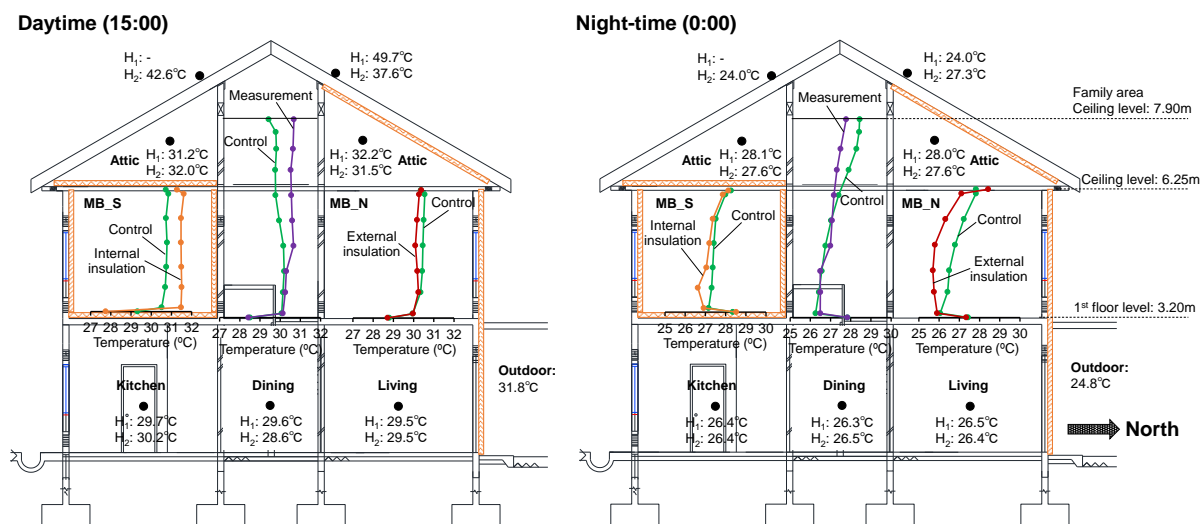 Daytime (15:00)
H1: -
H2: 42.6°C
H1: 49.7°C
H2: 37.6°C
Measurement
Control
Attic
H1: 31.2°C
H2: 32.0°C
H1: 32.2°C
H2: 31.5°C
Attic
MB_S
Control
Internal
insulation
MB_N
Control
External
insulation
27 28 29 30 31 32
Temperature (ºC)
27 28 29 30 31 32
Temperature (ºC)
27 28 29 30 31 32
Temperature (ºC)
Kitchen
H1: 29.7°C
H2: 30.2°C
Dining
H1: 29.6°C
H2: 28.6°C
Living
H1: 29.5°C
H2: 29.5°C
Outdoor:
31.8°C
Night-time (0:00)
H1: -
H2: 24.0°C
H1: 24.0°C
H2: 27.3°C
Family area
Ceiling level: 7.90m
Measurement
Attic
H1: 28.1°C
H2: 27.6°C
Control
H1: 28.0°C
H2: 27.6°C
Attic
Ceiling level: 6.25m
MB_S
Control
Internal
insulation
MB_N
Control
External
insulation
1st floor level: 3.20m
25 26 27 28 29 30
Temperature (ºC)
25 26 27 28 29 30
Temperature (ºC)
25 26 27 28 29 30
Temperature (ºC)
Kitchen
H1: 26.4°C
H2: 26.4°C
Dining
H1: 26.3°C
H2: 26.5°C
Living
H1: 26.5°C
H2: 26.4°C
Outdoor:
24.8°C
North